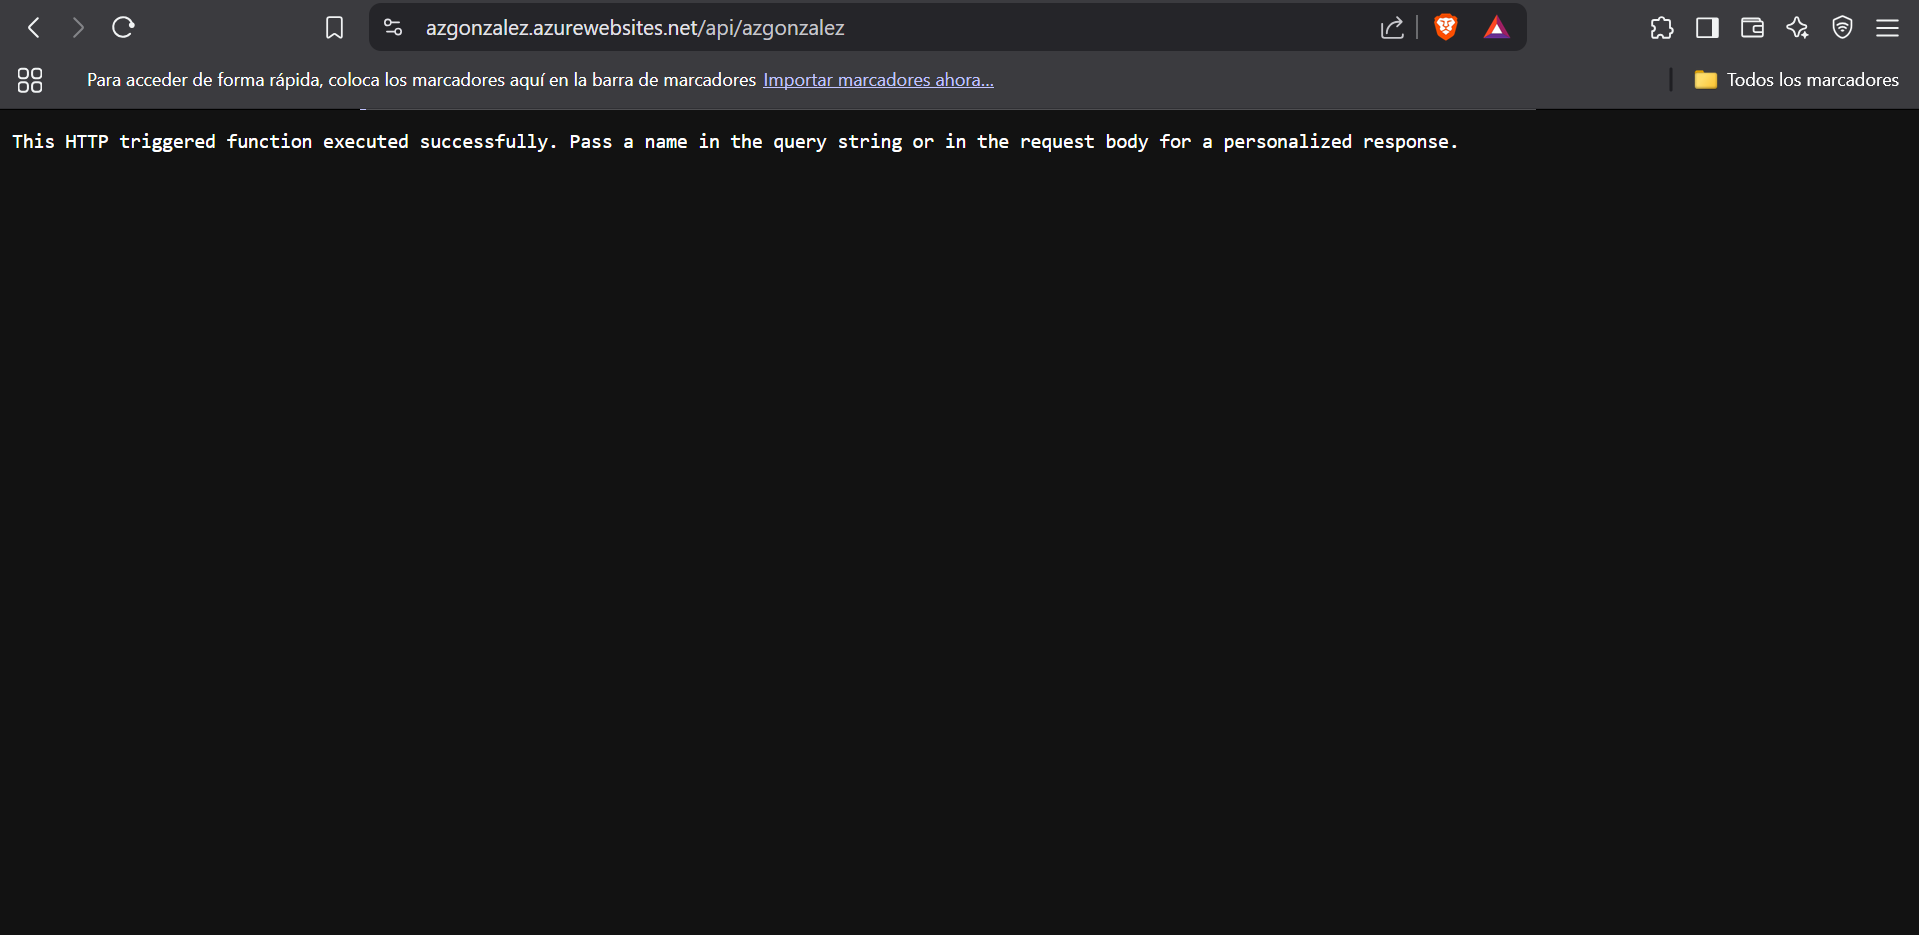 azgonzalez.azurewebsites.net/api/azgonzalez
Para acceder de forma rápida, coloca los marcadores aquí en la barra de marcadores Importar marcadores ahora...
Todos los marcadores
This HTTP triggered function executed successfully. Pass a name in the query string or in the request body for a personalized response.